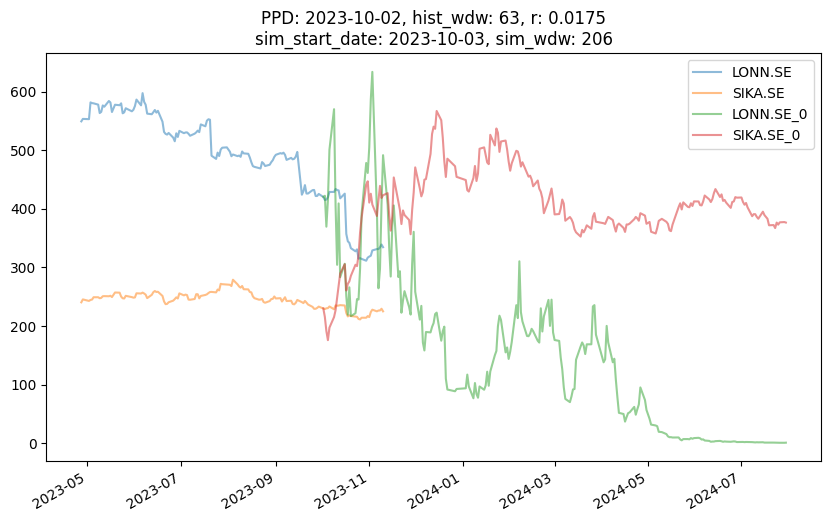 PPD: 2023-10-02, hist_wdw: 63, r: 0.0175
sim_start_date: 2023-10-03, sim_wdw: 206
LONN.SE
SIKA.SE
LONN.SE_0
SIKA.SE_0
600
500
400
300
200
100
0
2023-05
2023-07
2023-09
2023-11
2024-01
2024-03
2024-05
2024-07